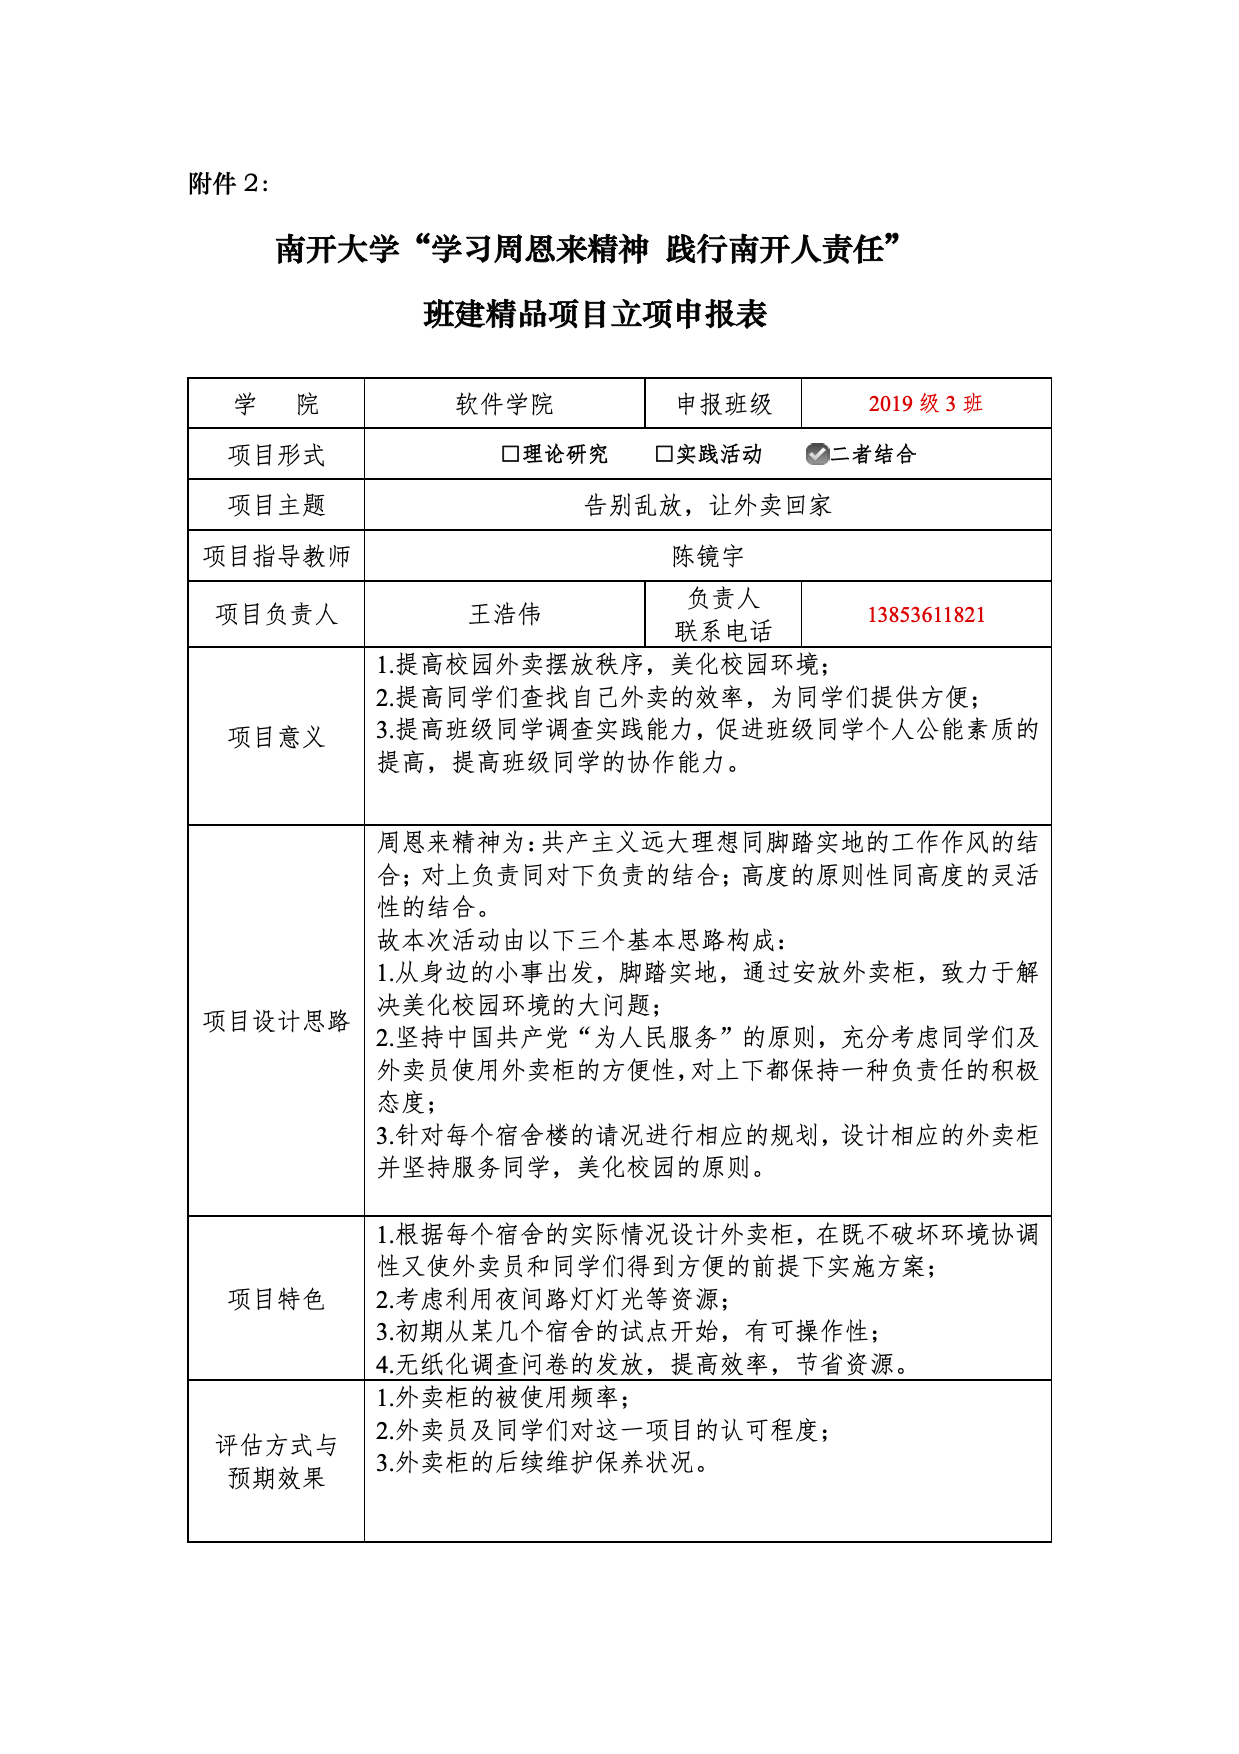 附件 2：
南开大学“学习周恩来精神 践行南开人责任”
班建精品项目立项申报表
学 院 软件学院 申报班级 2019 级 3 班
项目形式 □理论研究 □实践活动 ☑二者结合
项目主题 告别乱放，让外卖回家
项目指导教师 陈镜宇
项目负责人 王浩伟 负责人
联系电话 13853611821
项目意义
1.提高校园外卖摆放秩序，美化校园环境；
2.提高同学们查找自己外卖的效率，为同学们提供方便；
3.提高班级同学调查实践能力，促进班级同学个人公能素质的
提高，提高班级同学的协作能力。
项目设计思路
周恩来精神为：共产主义远大理想同脚踏实地的工作作风的结
合；对上负责同对下负责的结合；高度的原则性同高度的灵活
性的结合。
故本次活动由以下三个基本思路构成：
1.从身边的小事出发，脚踏实地，通过安放外卖柜，致力于解
决美化校园环境的大问题；
2.坚持中国共产党“为人民服务”的原则，充分考虑同学们及
外卖员使用外卖柜的方便性，对上下都保持一种负责任的积极
态度；
3.针对每个宿舍楼的请况进行相应的规划，设计相应的外卖柜
并坚持服务同学，美化校园的原则。
项目特色
1.根据每个宿舍的实际情况设计外卖柜，在既不破坏环境协调
性又使外卖员和同学们得到方便的前提下实施方案；
2.考虑利用夜间路灯灯光等资源；
3.初期从某几个宿舍的试点开始，有可操作性；
4.无纸化调查问卷的发放，提高效率，节省资源。
评估方式与
预期效果
1.外卖柜的被使用频率；
2.外卖员及同学们对这一项目的认可程度；
3.外卖柜的后续维护保养状况。